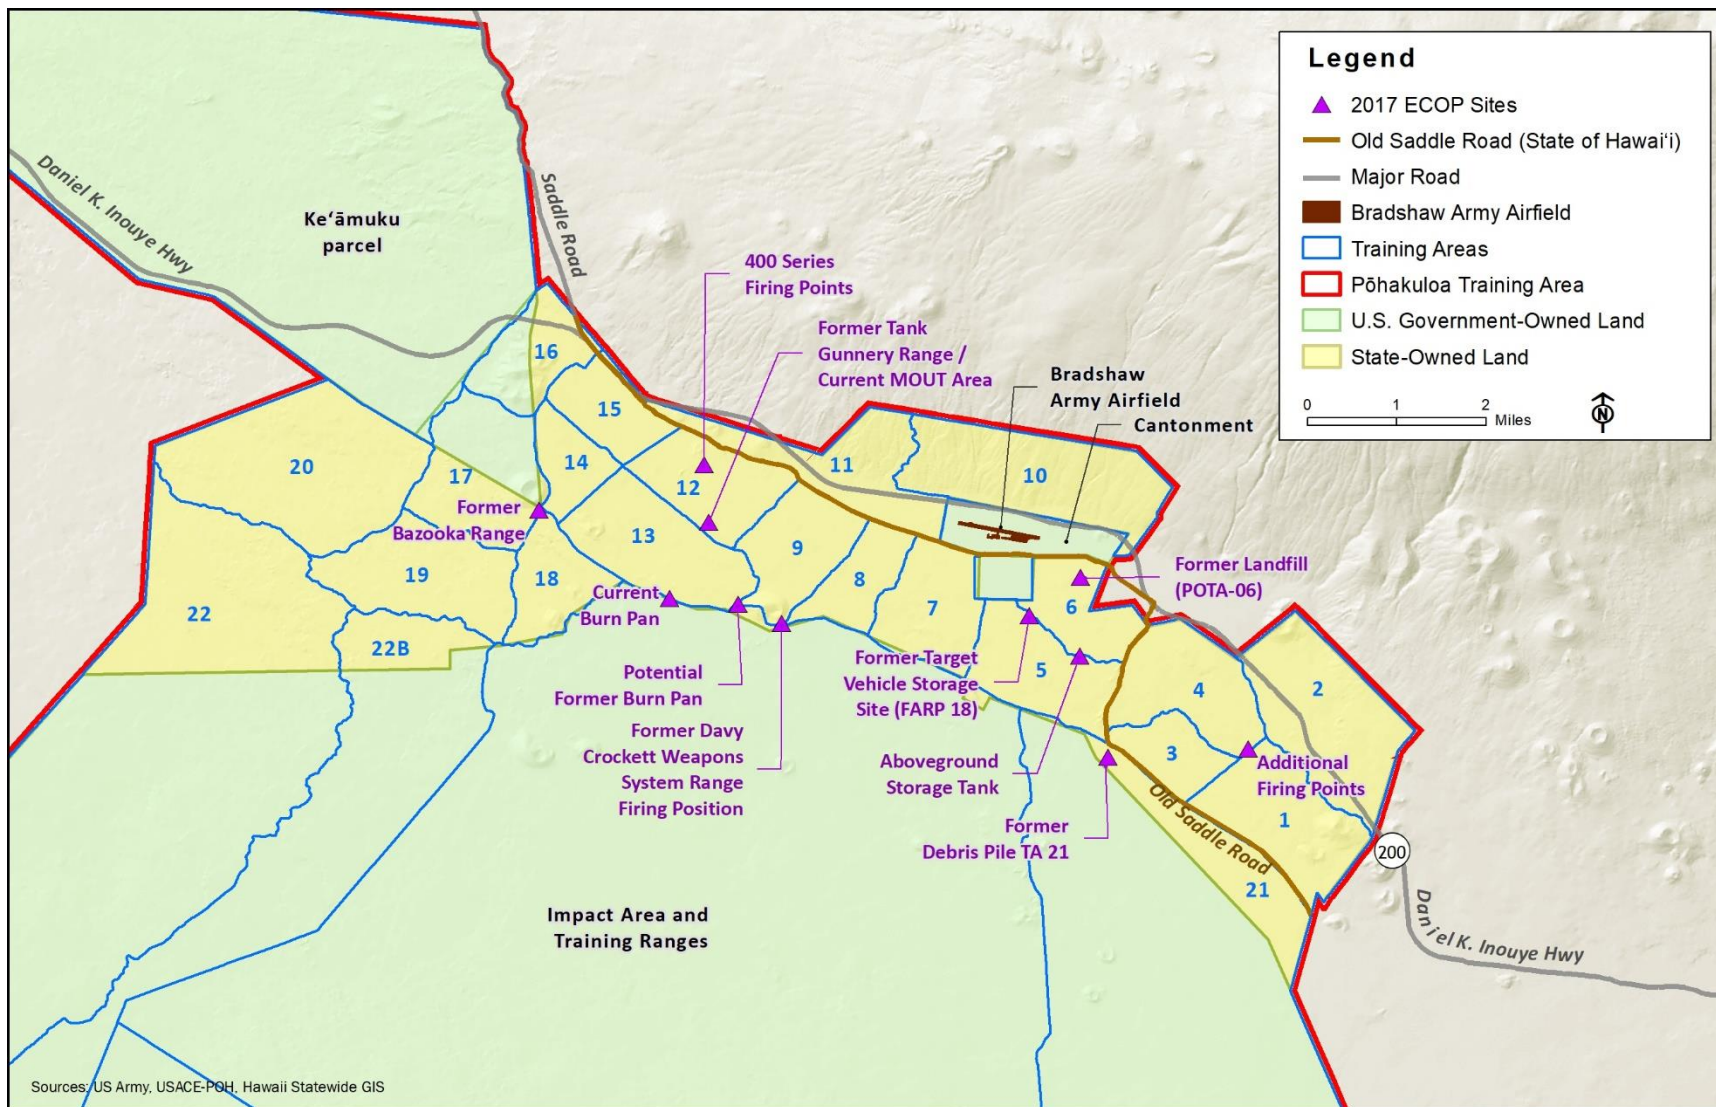 Legend
2017 ECOP Sites
Old Saddle Road (State of Hawaiʻi)
Major Road
Bradshaw Army Airfield
Training Areas
Pōhakuloa Training Area
U.S. Government-Owned Land
State-Owned Land
0 1 2
Miles
N
Daniel K. Inouye Hwy
Keʻāmuku
parcel
Saddle Road
400 Series
Firing Points
Former Tank
Gunnery Range /
Current MOUT Area
Bradshaw
Army Airfield
Cantonment
16
15
20
17
14
12
11
10
Former
Bazooka Range
13
9
8
7
19
18
22
22B
Current
Burn Pan
Former Landfill
(POTA-06)
6
5
4
2
3
1
21
Potential
Former Burn Pan
Former Target
Vehicle Storage
Site (FARP 18)
Former Davy
Crockett Weapons
System Range
Firing Position
Aboveground
Storage Tank
Additional
Firing Points
Former
Debris Pile TA 21
Old Saddle Road
200
Daniel K. Inouye Hwy
Impact Area and
Training Ranges
Sources: US Army, USACE-POH, Hawaii Statewide GIS